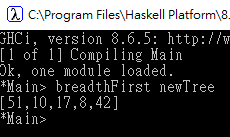 C:\Program Files\Haskell Platform\8.
GHCi, version 8.6.5: http://w
[1 of 1] Compiling Main
Ok, one module loaded.
*Main> breadthFirst newTree
[51,10,17,8,42]
*Main>